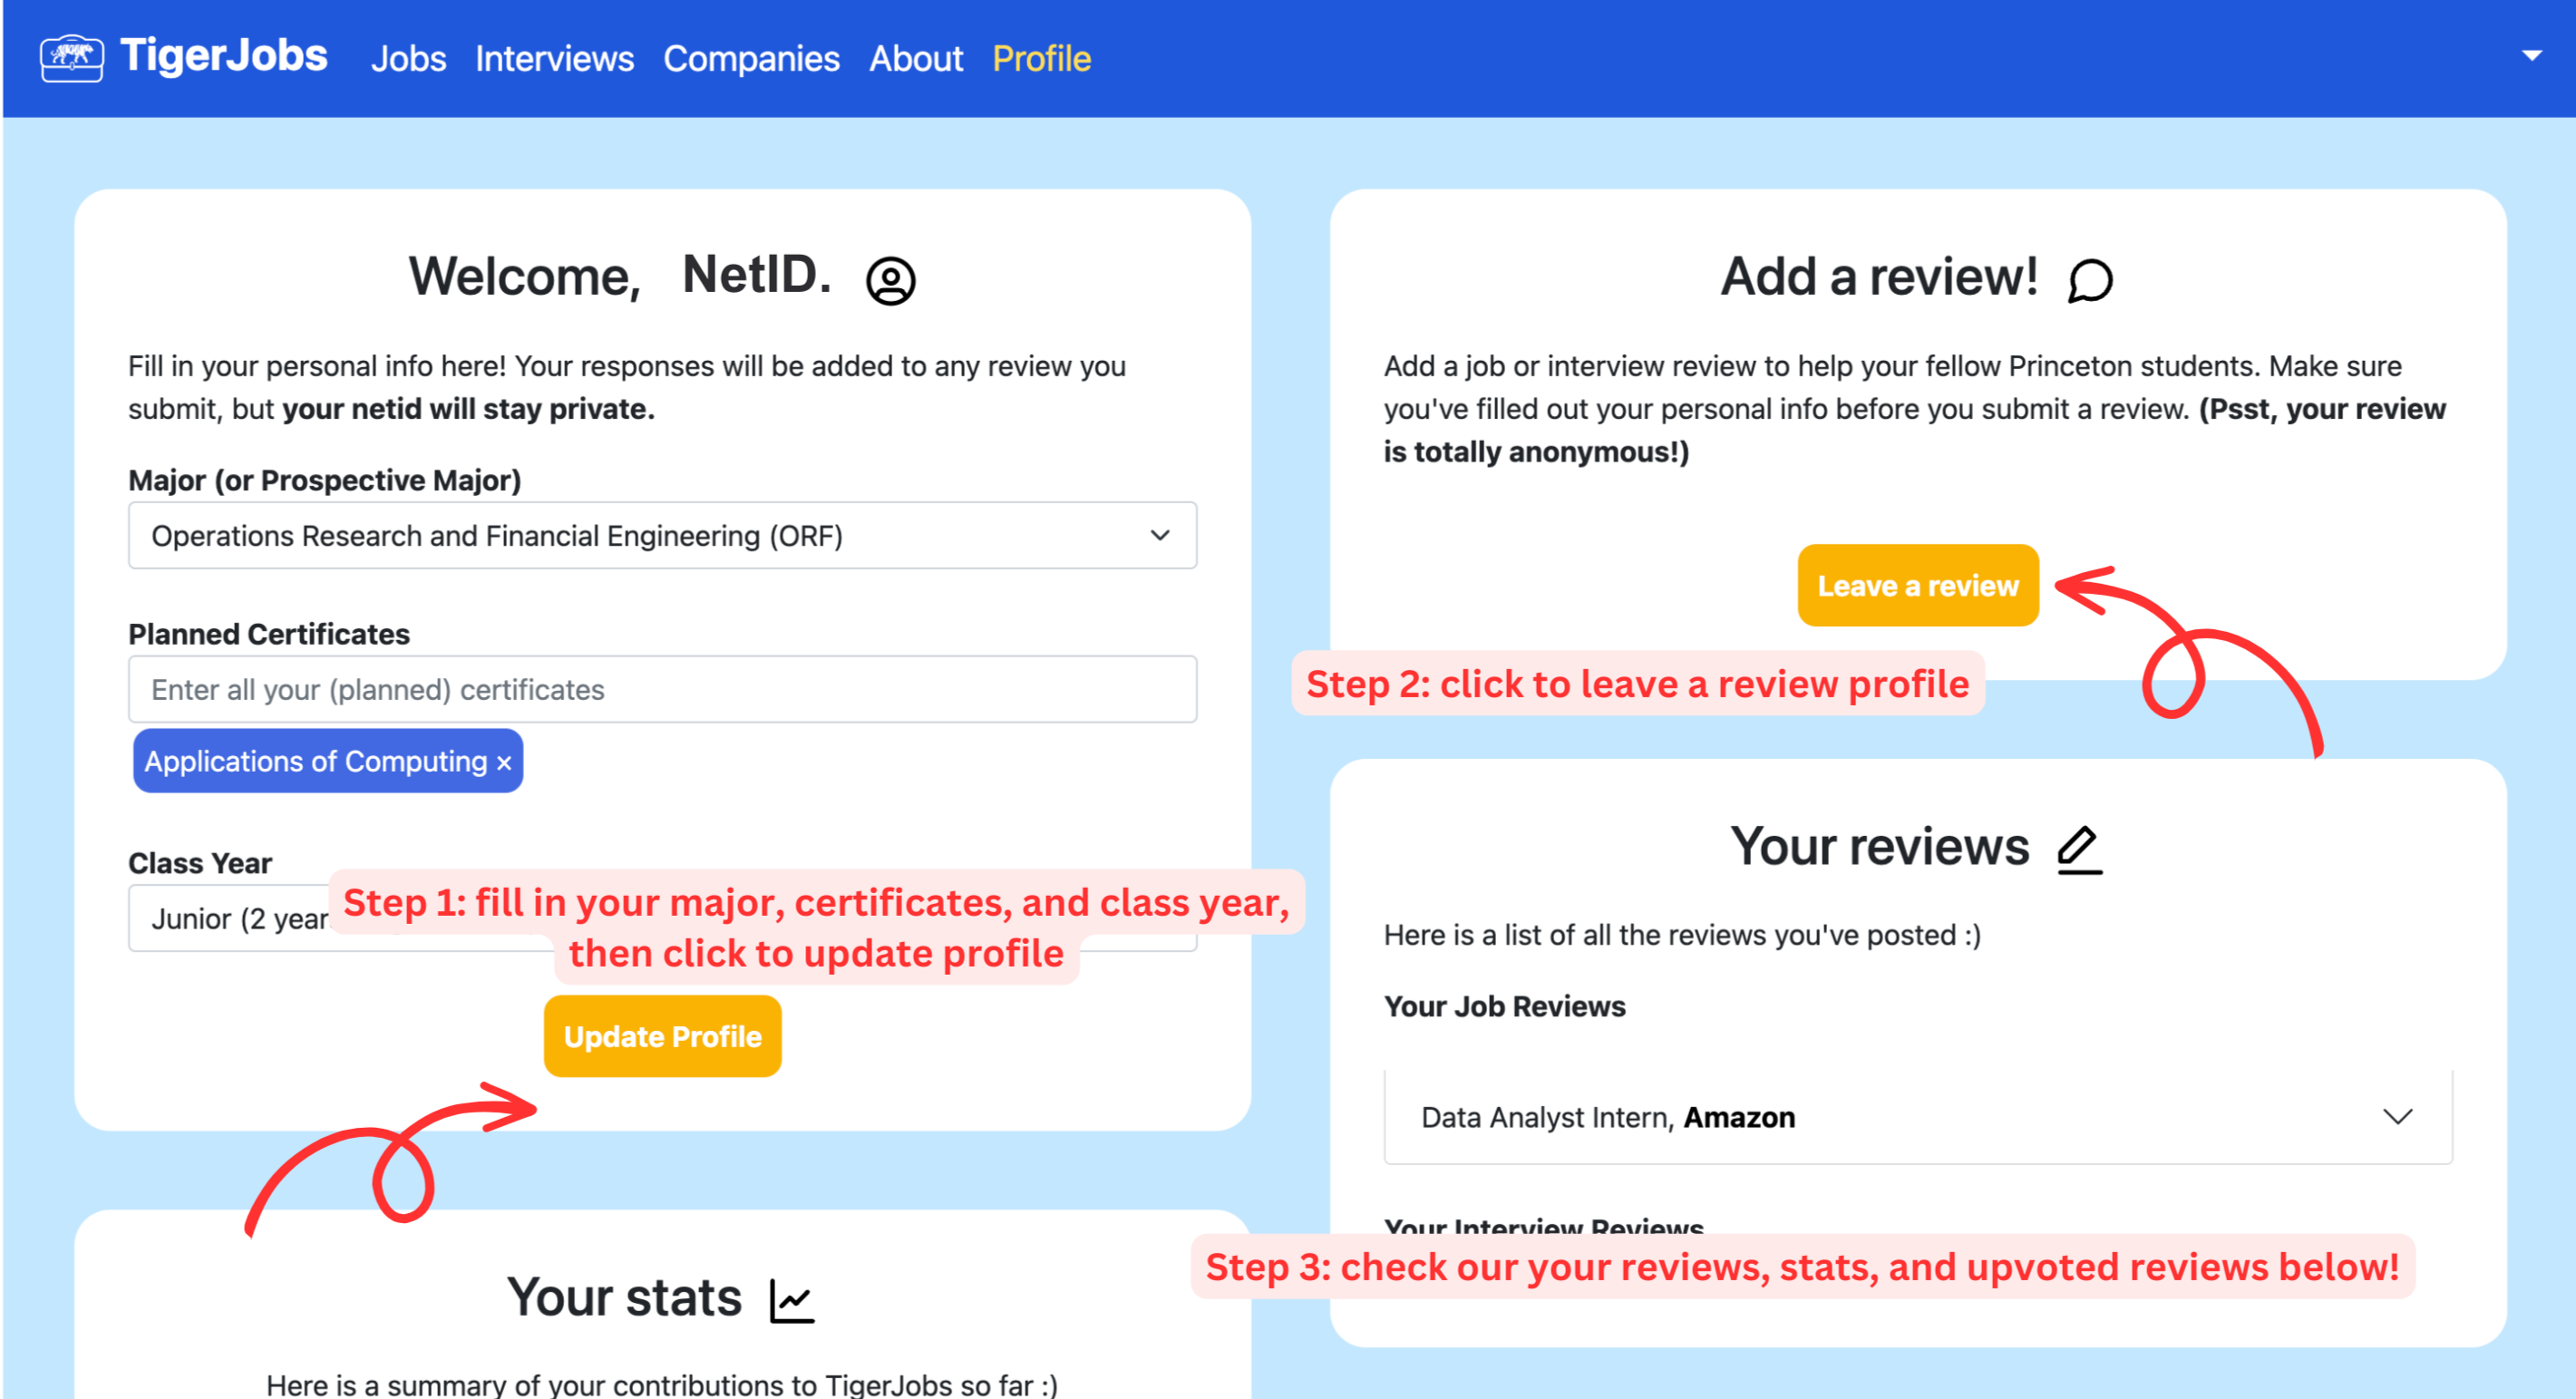 TigerJobs Jobs Interviews Companies About Profile
Welcome, NetID.
Fill in your personal info here! Your responses will be added to any review you
submit, but your netid will stay private.
Major (or Prospective Major)
Operations Research and Financial Engineering (ORF)
Planned Certificates
Enter all your (planned) certificates
Applications of Computing ×
Class Year
Junior (2 year
Step 1: fill in your major, certificates, and class year,
then click to update profile
Update Profile
Your stats
Here is a summary of your contributions to TigerJobs so far :)
Add a review!
Add a job or interview review to help your fellow Princeton students. Make sure
you've filled out your personal info before you submit a review. (Psst, your review
is totally anonymous!)
Leave a review
Step 2: click to leave a review profile
Your reviews
Here is a list of all the reviews you've posted :)
Your Job Reviews
Data Analyst Intern, Amazon
Your Interview Reviews
Step 3: check our your reviews, stats, and upvoted reviews below!